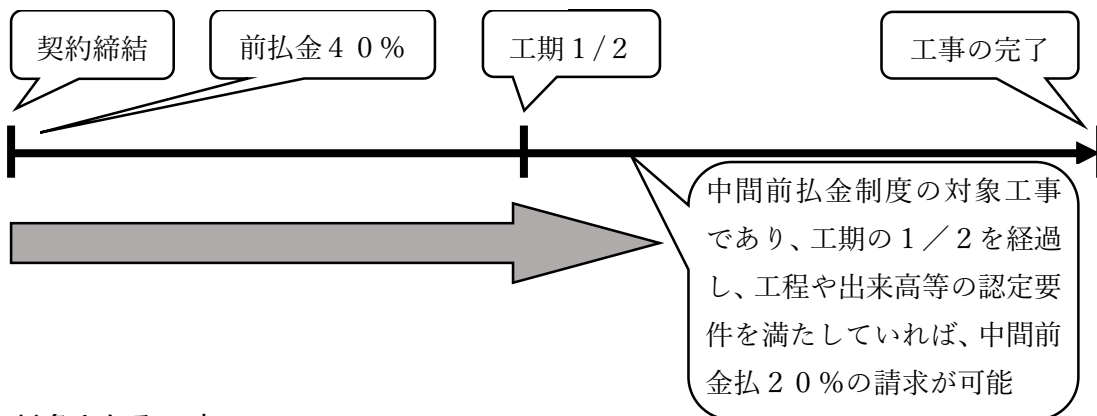 契約締結
前払金４０％
工期１/２
工事の完了
中間前払金制度の対象工事
であり、工期の１／２を経過
し、工程や出来高等の認定要
件を満たしていれば、中間前
金払２０％の請求が可能